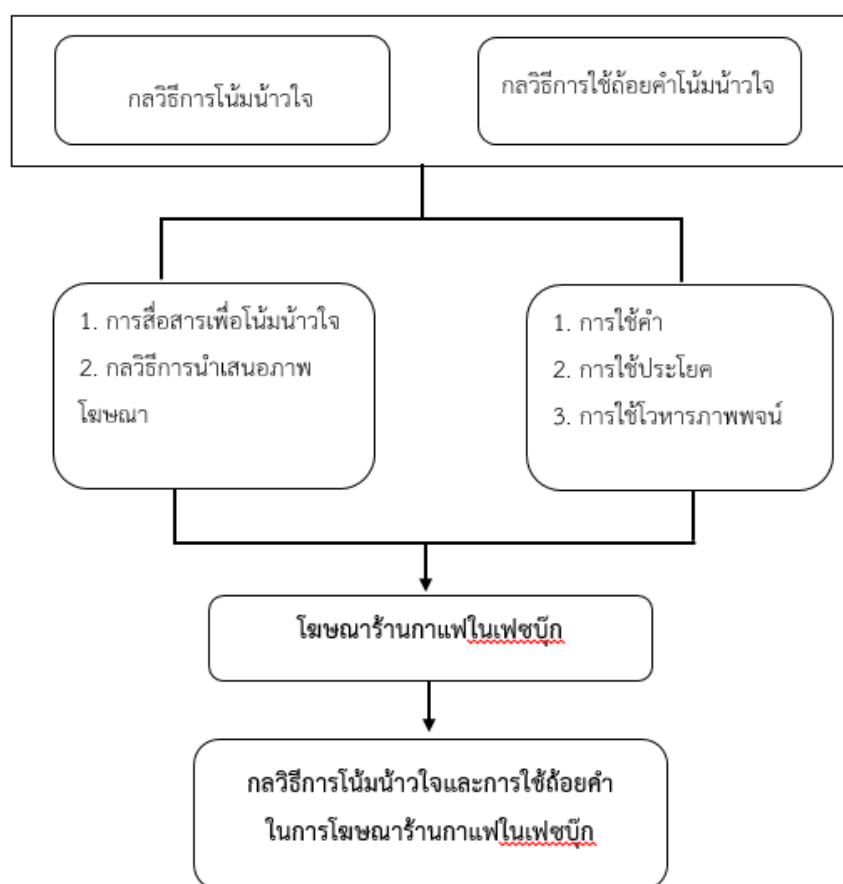 กลวิธีการโน้มน้าวใจ
กลวิธีการใช้ถ้อยคำโน้มน้าวใจ
1. การสื่อสารเพื่อโน้มน้าวใจ
2. กลวิธีการนำเสนอภาพ
โฆษณา
1. การใช้คำ
2. การใช้ประโยค
3. การใช้โวหารภาพพจน์
โฆษณาร้านกาแฟในเฟซบุ๊ก
กลวิธีการโน้มน้าวใจและการใช้ถ้อยคำ
ในการโฆษณาร้านกาแฟในเฟซบุ๊ก